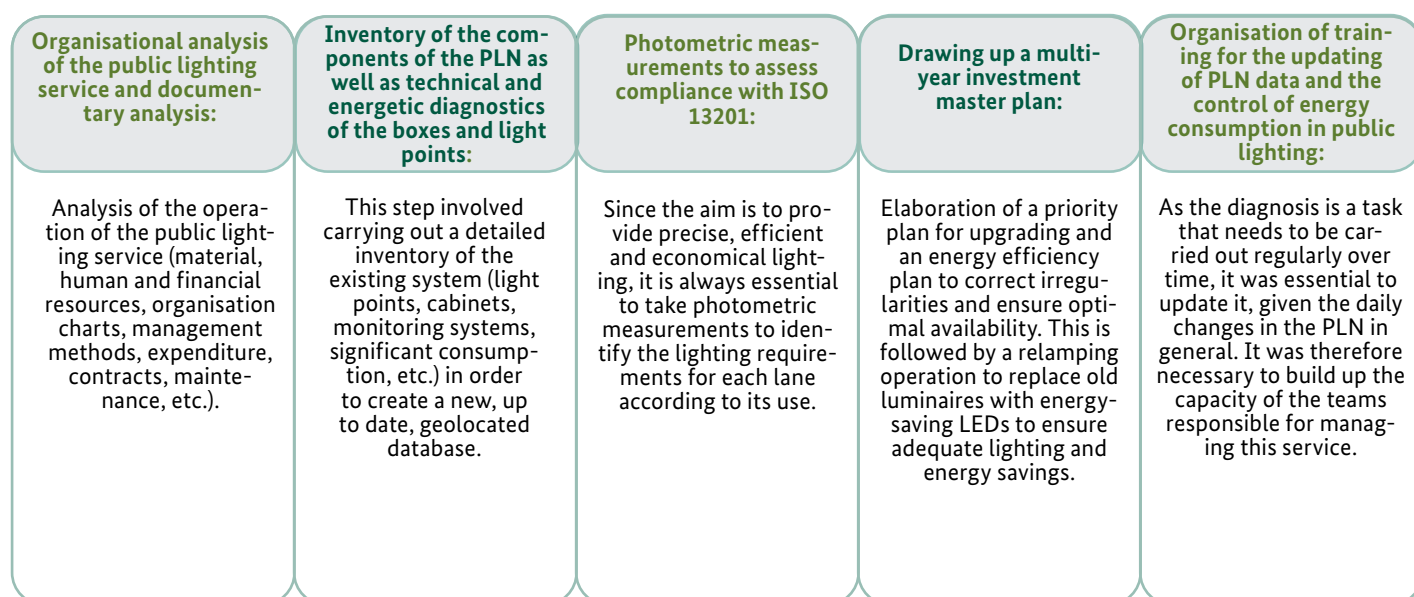 Organisational analysis
of the public lighting
service and documen-
tary analysis:
Analysis of the opera-
tion of the public light-
ing service (material,
human and financial
resources, organisation
charts, management
methods, expenditure,
contracts, mainte-
nance, etc.).
Inventory of the com-
ponents of the PLN as
well as technical and
energetic diagnostics
of the boxes and light
points:
This step involved
carrying out a detailed
inventory of the
existing system (light
points, cabinets,
monitoring systems,
significant consump-
tion, etc.) in order
to create a new, up
to date, geolocated
database.
Photometric meas-
urements to assess
compliance with ISO
13201:
Since the aim is to pro-
vide precise, efficient
and economical light-
ing, it is always essential
to take photometric
measurements to iden-
tify the lighting require-
ments for each lane
according to its use.
Drawing up a multi-
year investment
master plan:
Elaboration of a priority
plan for upgrading and
an energy efficiency
plan to correct irregu-
larities and ensure opti-
mal availability. This is
followed by a relamping
operation to replace old
luminaires with energy-
saving LEDs to ensure
adequate lighting and
energy savings.
Organisation of train-
ing for the updating
of PLN data and the
control of energy
consumption in public
lighting:
As the diagnosis is a task
that needs to be car-
ried out regularly over
time, it was essential to
update it, given the daily
changes in the PLN in
general. It was therefore
necessary to build up the
capacity of the teams
responsible for manag-
ing this service.